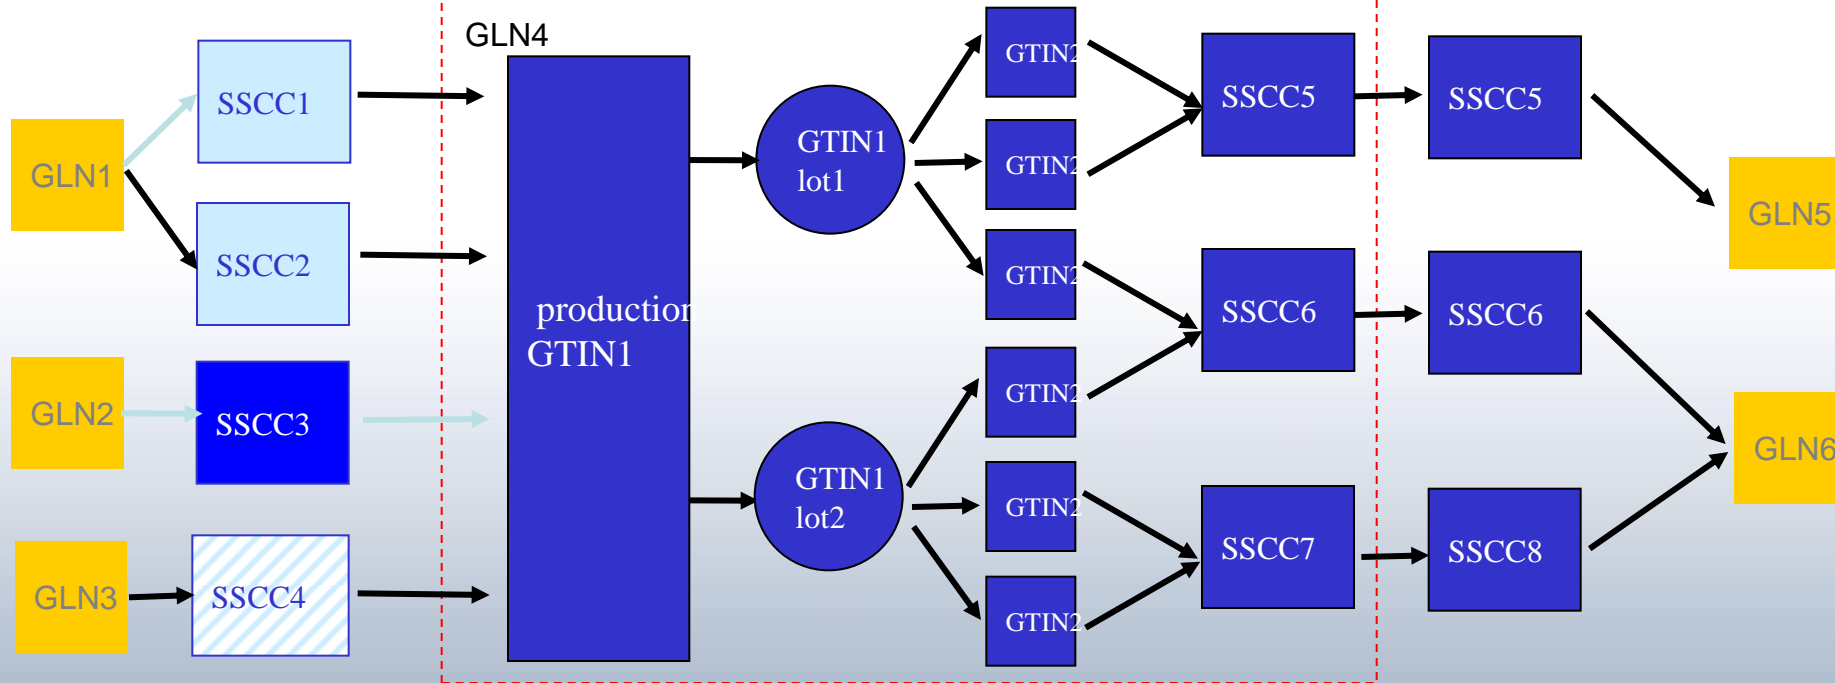 GLN4
GLN1
GLN2
GLN3
SSCC1
SSCC2
SSCC3
SSCC4
production
GTIN1
GTIN1
lot1
GTIN1
lot2
GTIN2
GTIN2
GTIN2
GTIN2
GTIN2
GTIN2
SSCC5
SSCC6
SSCC7
SSCC5
SSCC6
SSCC8
GLN5
GLN6